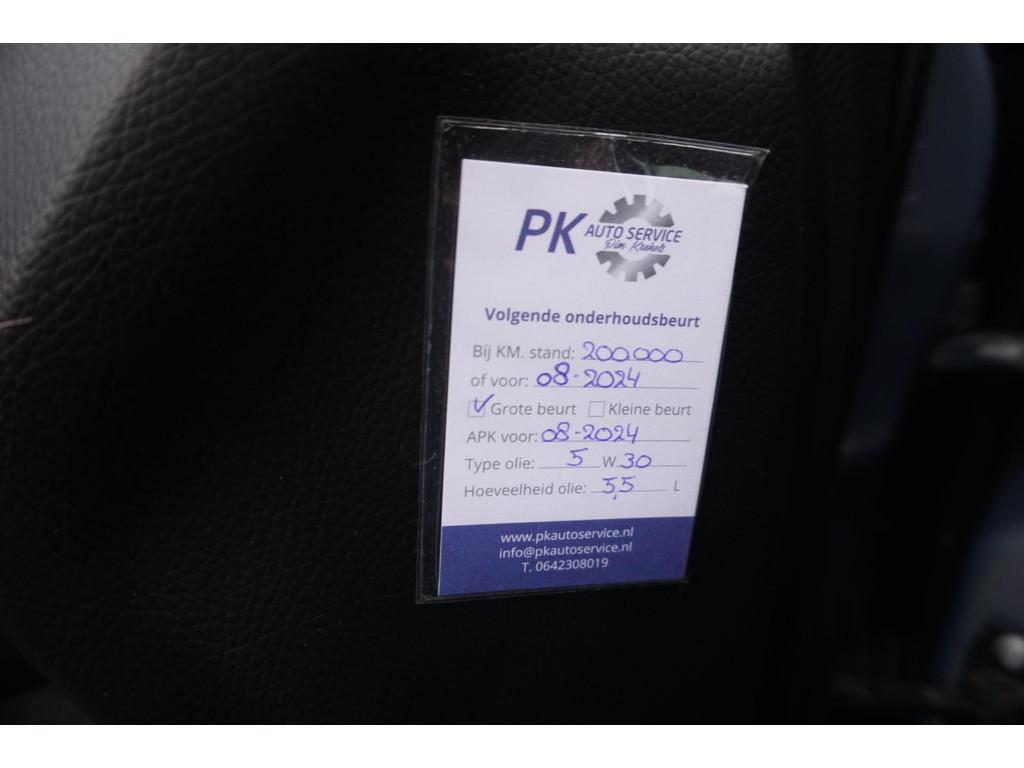 PK AUTO SERVICE
Volgende onderhoudsbeurt
Bij KM. stand: 200.000
of voor: 08-2024
Grote beurt Kleine beurt
APK voor: 08-2024
Type olie: 5 W 30
Hoeveelheid olie: 5,5 L
www.pkautoservice.nl
info@pkautoservice.nl
T. 0642308019